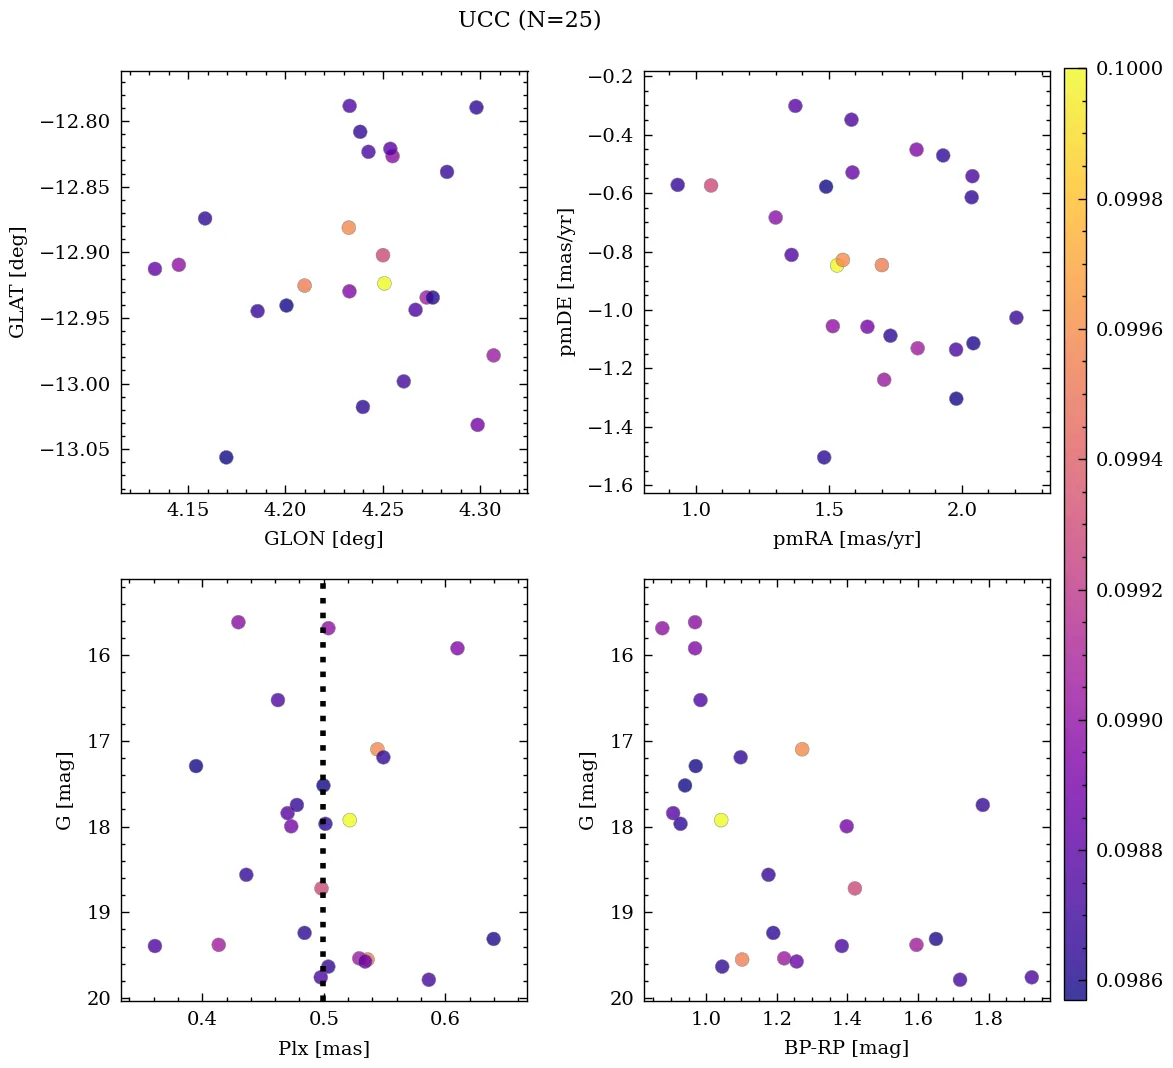 UCC (N=25)
−12.80
−12.85
−12.90
−12.95
−13.00
−13.05
GLAT [deg]
4.15 4.20 4.25 4.30
GLON [deg]
−0.2
−0.4
−0.6
−0.8
−1.0
−1.2
−1.4
−1.6
pmDE [mas/yr]
1.0 1.5 2.0
pmRA [mas/yr]
16
17
18
19
20
G [mag]
0.4 0.5 0.6
Plx [mas]
16
17
18
19
20
G [mag]
1.0 1.2 1.4 1.6 1.8
BP-RP [mag]
0.1000
0.0998
0.0996
0.0994
0.0992
0.0990
0.0988
0.0986